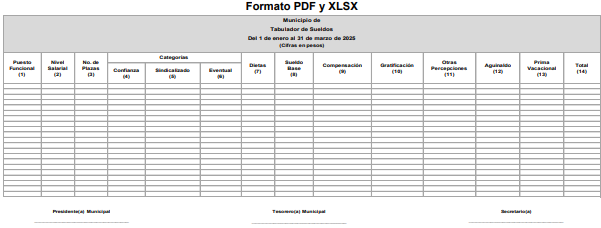 Formato PDF y XLSX
Municipio de
Tabulador de Sueldos
Del 1 de enero al 31 de marzo de 2025
(Cifras en pesos)
Puesto Funcional (1) Nivel Salarial (2) No. de Plazas (3) Categorías Dietas (7) Sueldo Base (8) Compensación (9) Gratificación (10) Otras Percepciones (11) Aguinaldo (12) Prima Vacacional (13) Total (14)
Confianza (4) Sindicalizado (5) Eventual (6)
Presidente(a) Municipal Tesorero(a) Municipal Secretario(a)